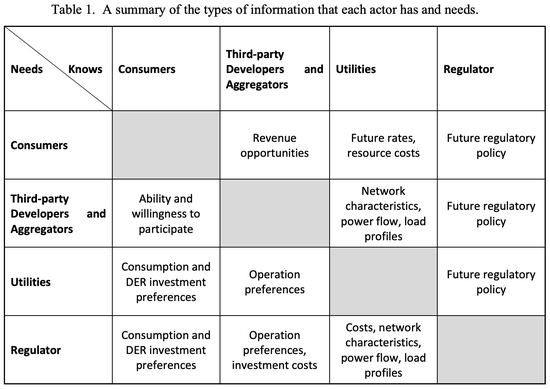 Table 1.  A summary of the types of information that each actor has and needs.
Needs Knows
Consumers
Third-party
Developers and
Aggregators
Utilities
Regulator
Consumers
Revenue
opportunities
Future rates,
resource costs
Future regulatory
policy
Third-party
Developers and
Aggregators
Ability and
willingness to
participate
Network
characteristics,
power flow, load
profiles
Future regulatory
policy
Utilities
Consumption and
DER investment
preferences
Operation
preferences
Future regulatory
policy
Regulator
Consumption and
DER investment
preferences
Operation
preferences,
investment costs
Costs, network
characteristics,
power flow, load
profiles